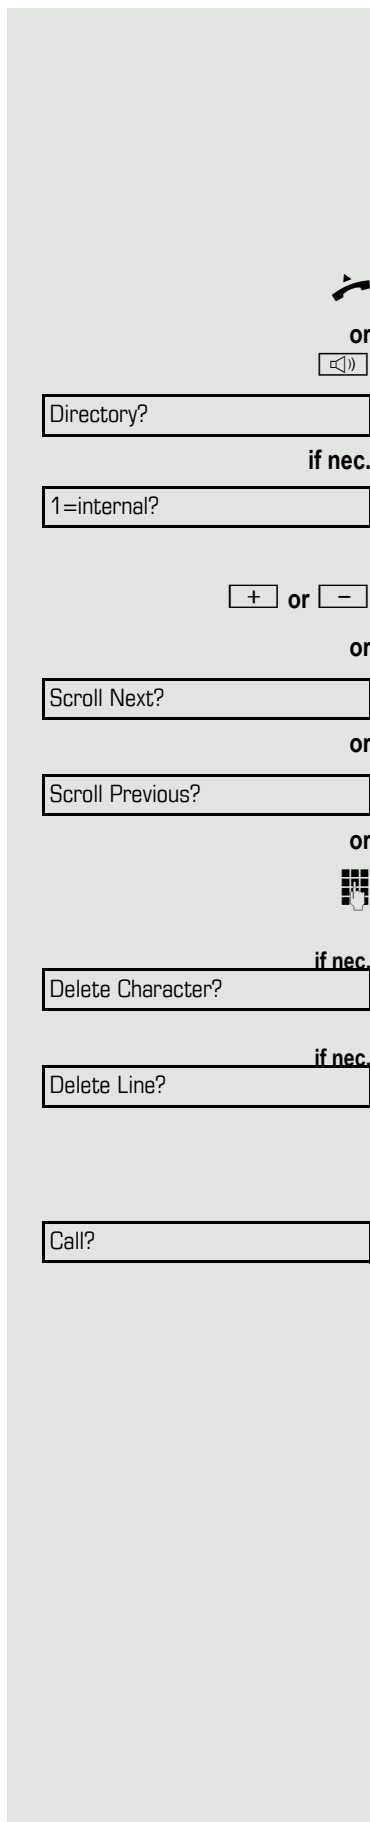 or
Directory?
if nec.
1=internal?
+ or −
or
Scroll Next?
or
Scroll Previous?
or
if nec.
Delete Character?
if nec.
Delete Line?
Call?